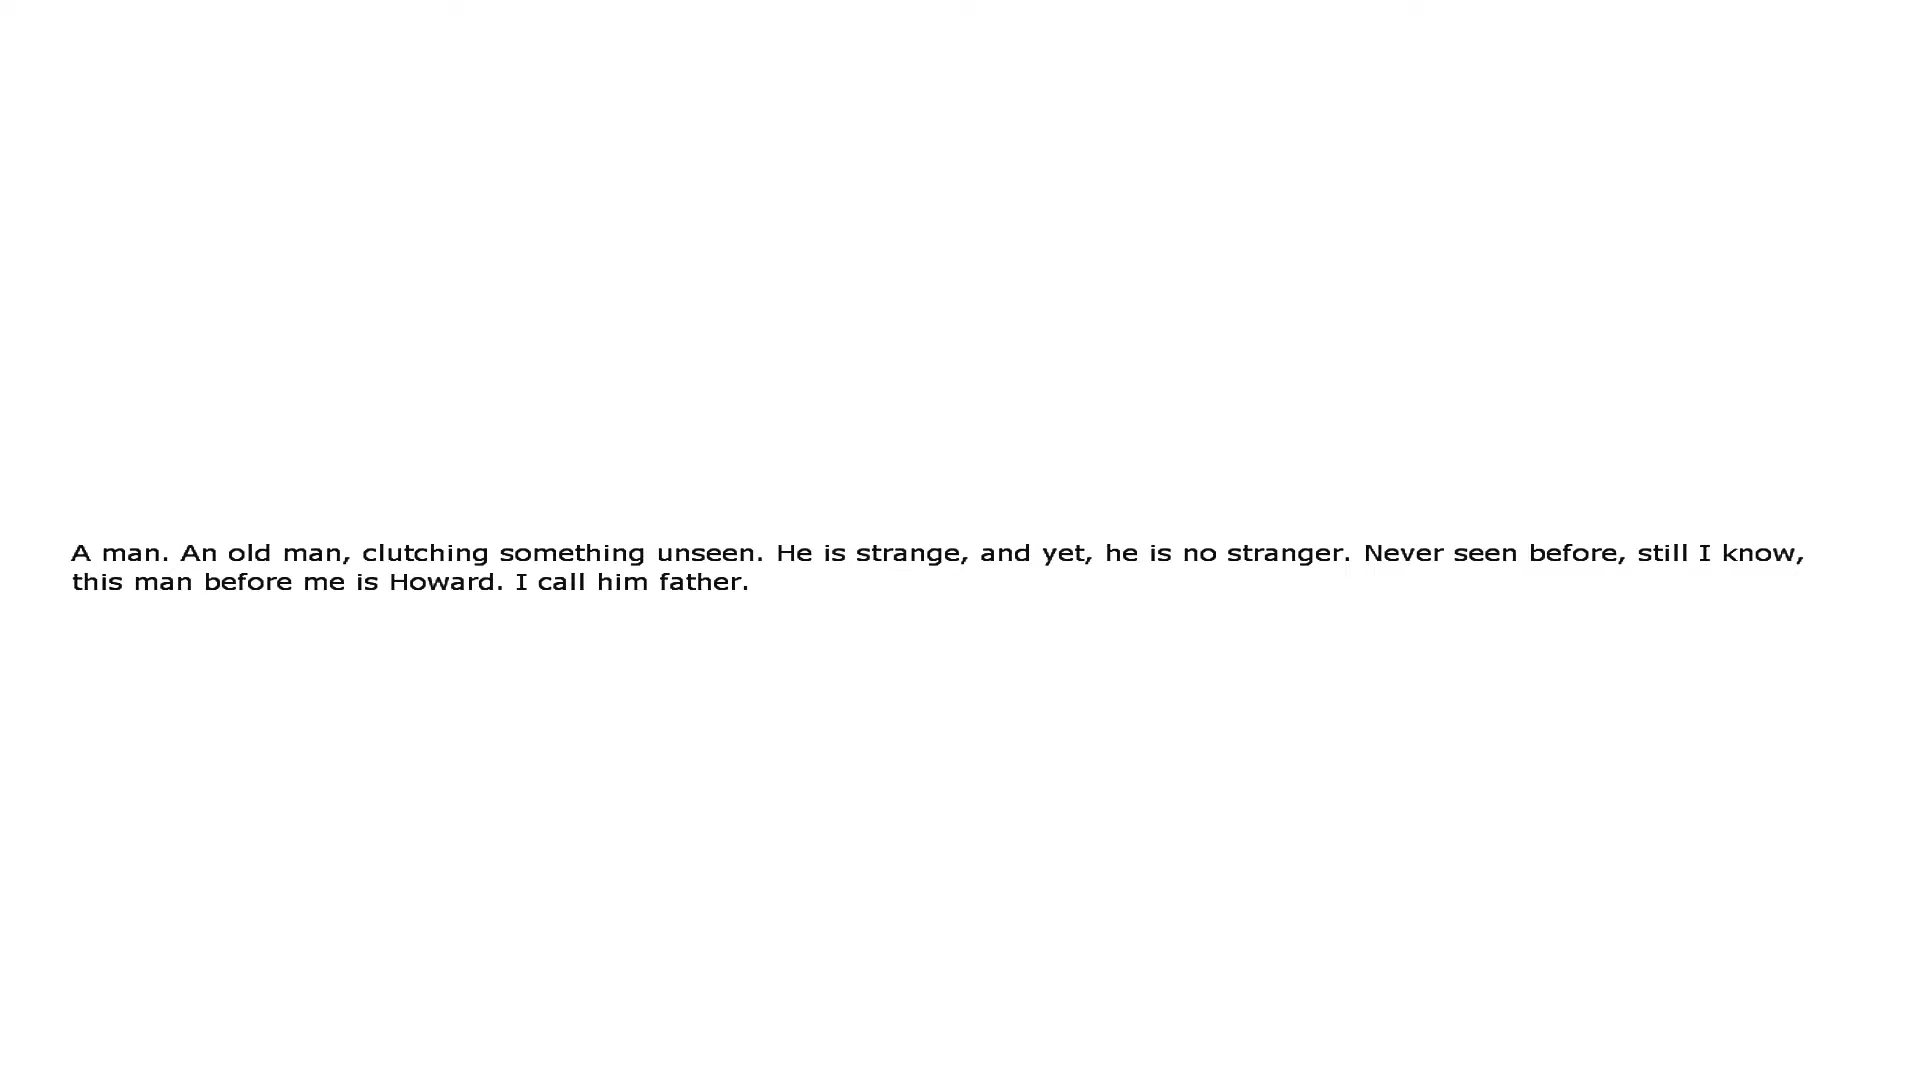 A man. An old man, clutching something unseen. He is strange, and yet, he is no stranger. Never seen before, still I know,
this man before me is Howard. I call him father.